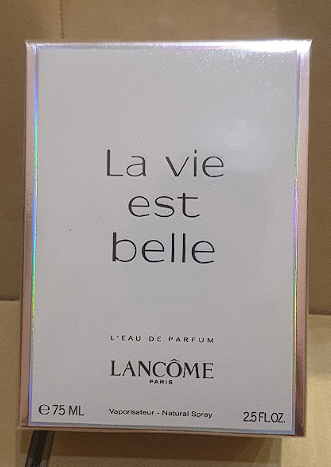 La vie
est
belle
L'EAU DE PARFUM
LANCÔME
PARIS
℮ 75 ML Vaporisateur - Natural Spray 2.5 FL.OZ.